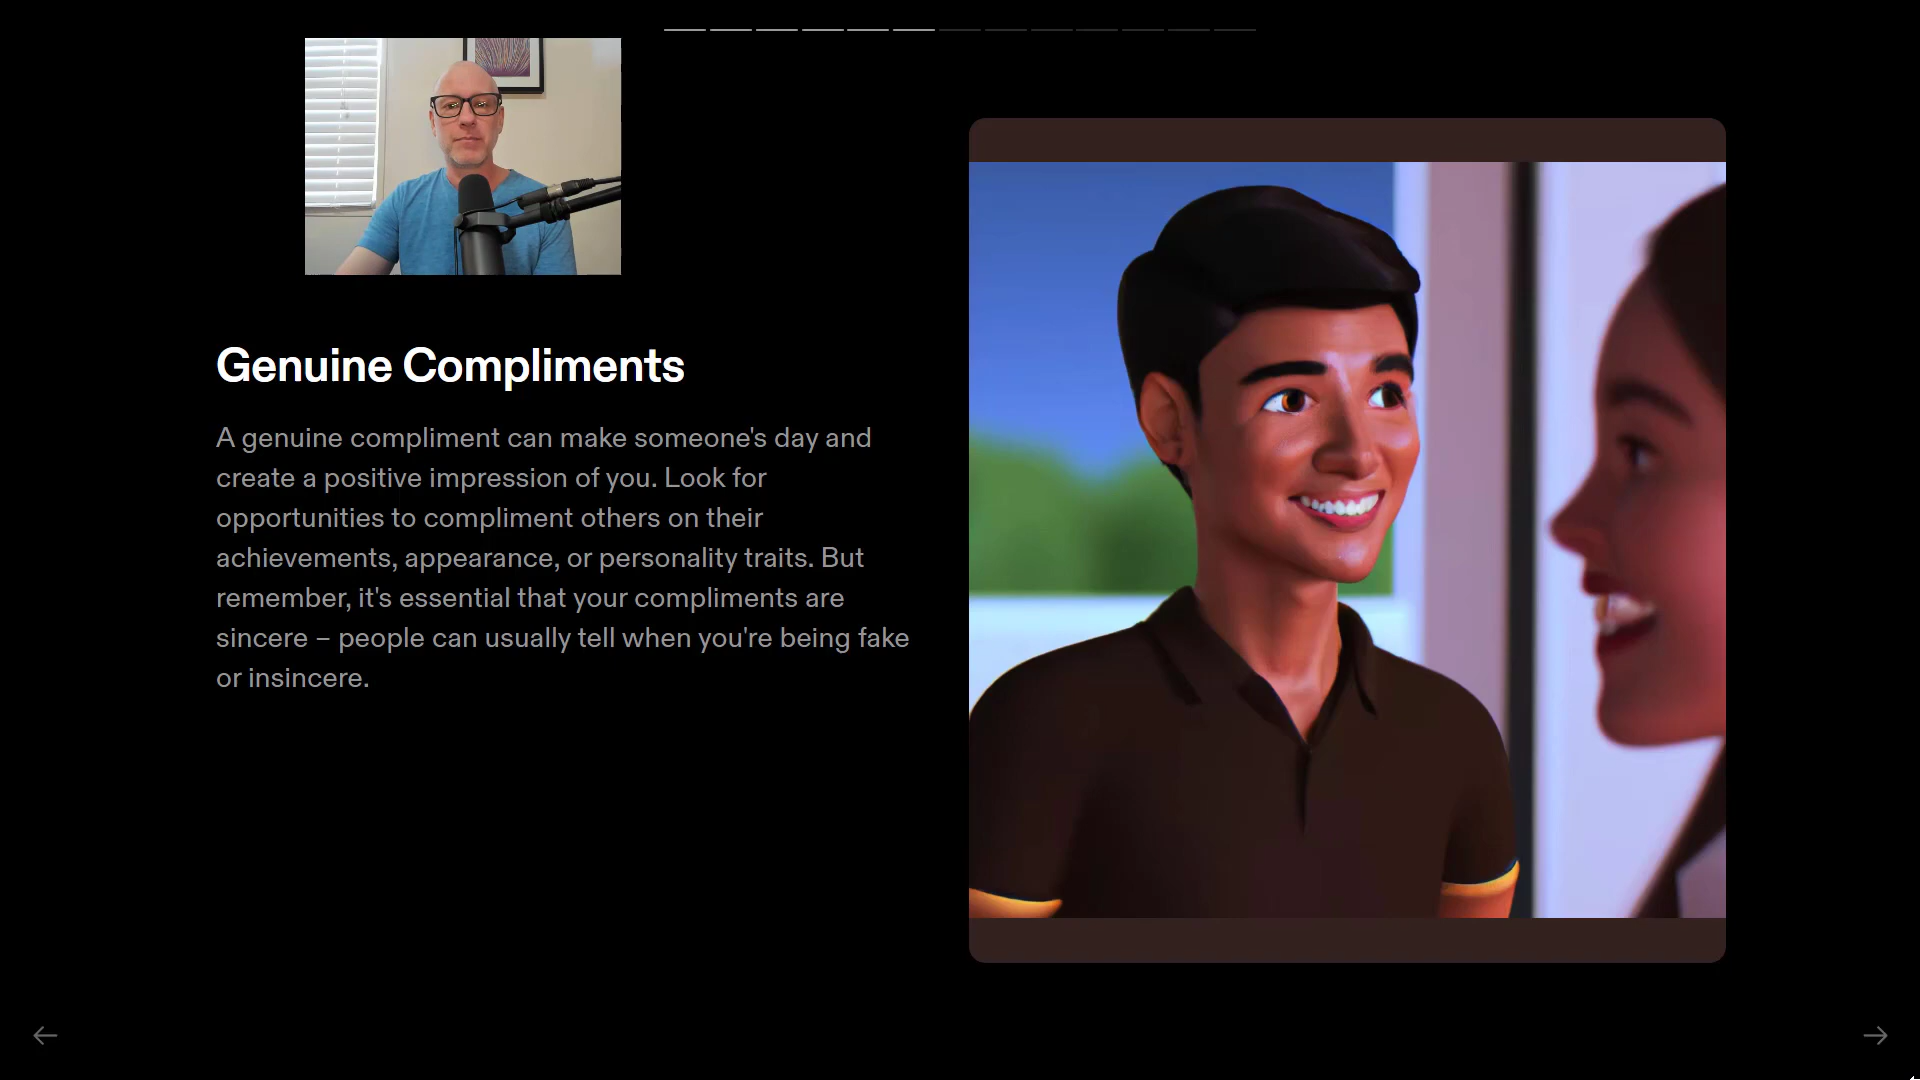 Genuine Compliments
A genuine compliment can make someone's day and
create a positive impression of you. Look for
opportunities to compliment others on their
achievements, appearance, or personality traits. But
remember, it's essential that your compliments are
sincere – people can usually tell when you're being fake
or insincere.